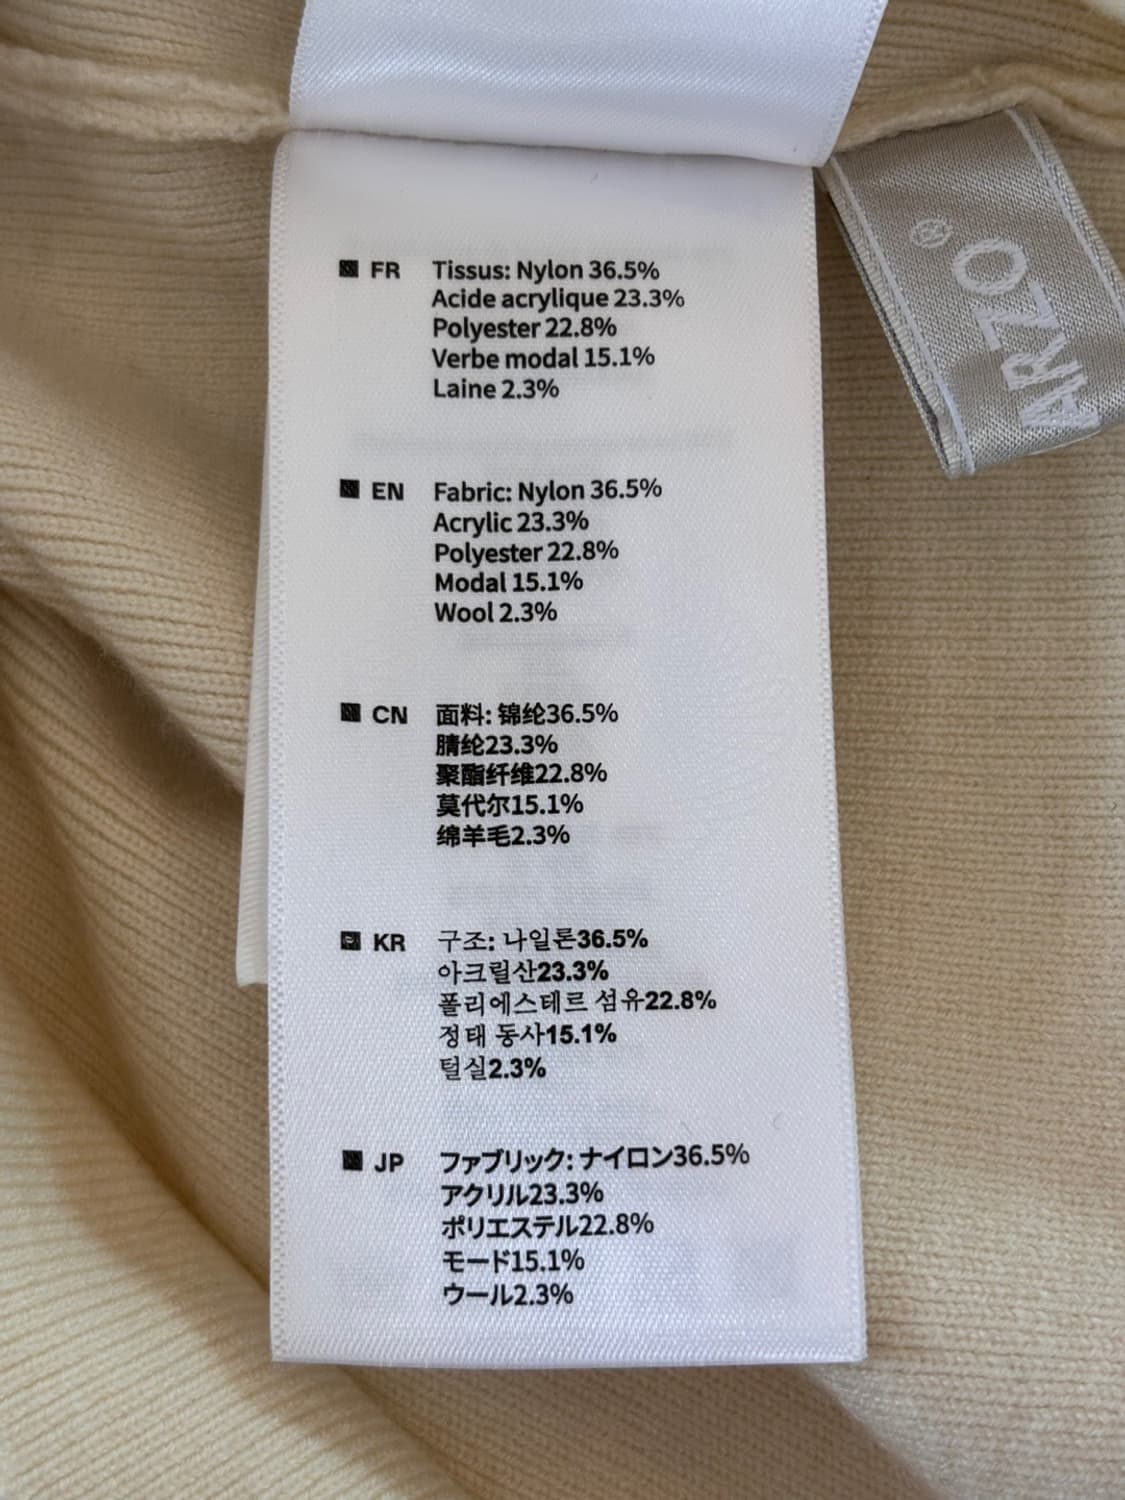 FR Tissus: Nylon 36.5%
Acide acrylique 23.3%
Polyester 22.8%
Verbe modal 15.1%
Laine 2.3%
EN Fabric: Nylon 36.5%
Acrylic 23.3%
Polyester 22.8%
Modal 15.1%
Wool 2.3%
CN 面料: 锦纶36.5%
腈纶23.3%
聚酯纤维22.8%
莫代尔15.1%
绵羊毛2.3%
KR 구조: 나일론36.5%
아크릴산23.3%
폴리에스테르 섬유22.8%
정태 동사15.1%
털실2.3%
JP ファブリック: ナイロン36.5%
アクリル23.3%
ポリエステル22.8%
モード15.1%
ウール2.3%
ARZO®